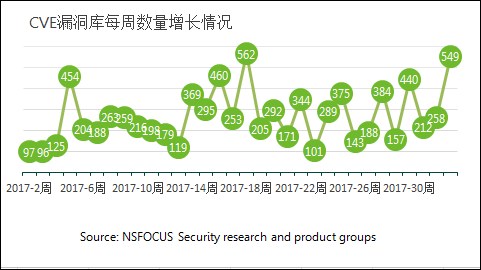 CVE漏洞库每周数量增长情况
97 96 125 454 204 188 263 259 216 198 179 119 369 295 460 253 562 205 292 171 344 101 289 375 143 188 384 157 440 212 258 549
2017-2周 2017-6周 2017-10周 2017-14周 2017-18周 2017-22周 2017-26周 2017-30周
Source: NSFOCUS Security research and product groups